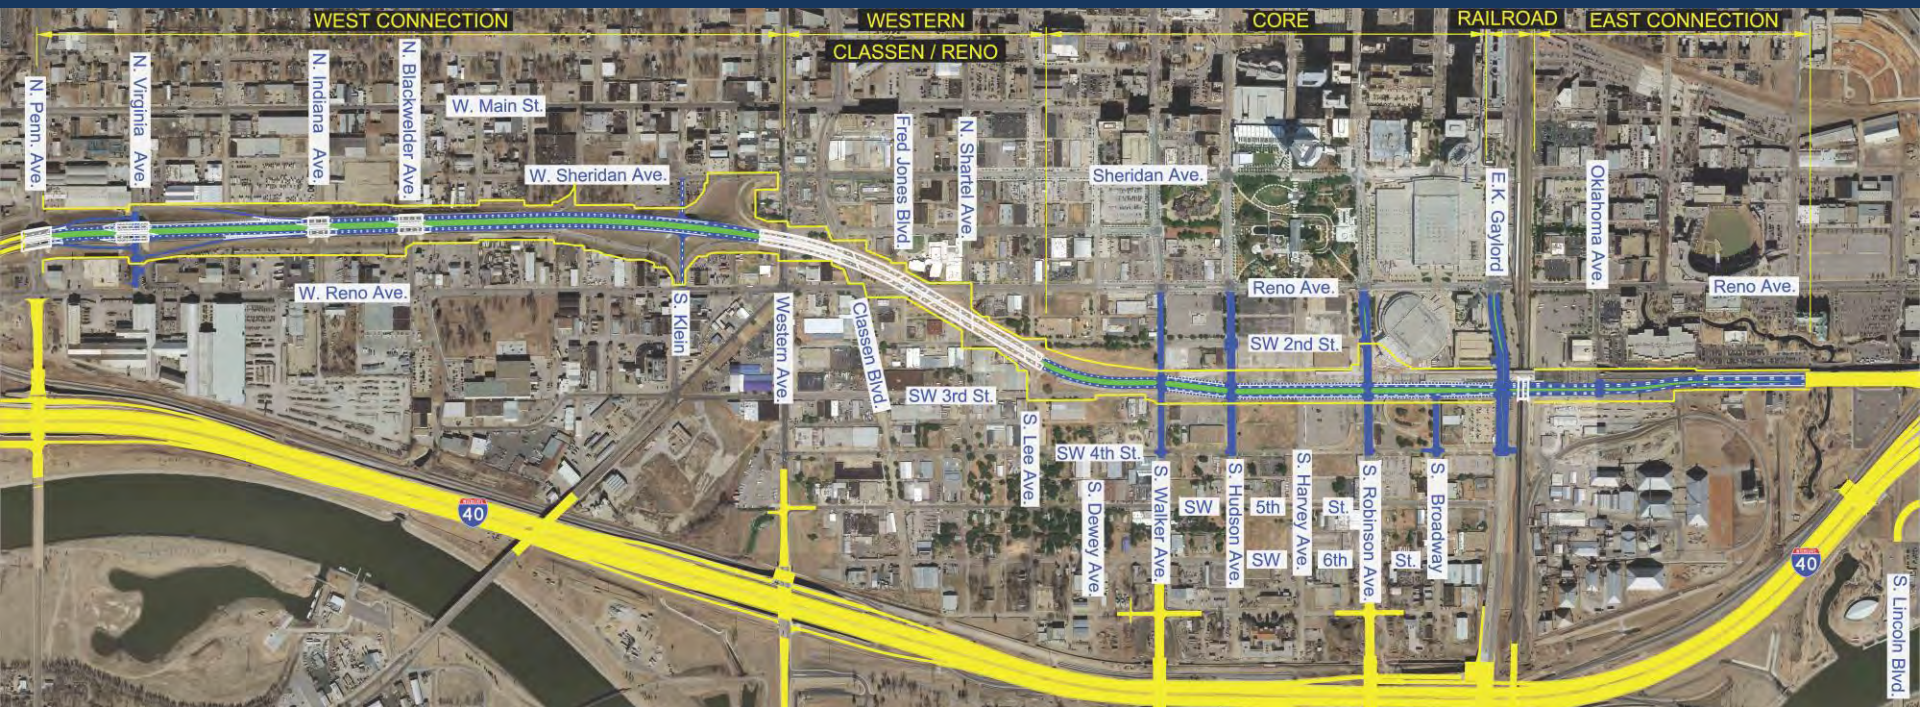 WEST CONNECTION
WESTERN
CORE
RAILROAD
EAST CONNECTION
CLASSEN / RENO
N. Penn. Ave.
N. Virginia Ave.
N. Indiana Ave.
N. Blackwelder Ave.
W. Main St.
W. Sheridan Ave.
Fred Jones Blvd.
N. Shartel Ave.
Sheridan Ave.
E.K. Gaylord
Oklahoma Ave.
W. Reno Ave.
S. Klein
Western Ave.
Classen Blvd.
Reno Ave.
Reno Ave.
SW 2nd St.
SW 3rd St.
S. Lee Ave.
SW 4th St.
S. Dewey Ave.
S. Walker Ave.
S. Hudson Ave.
S. Harvey Ave.
S. Robinson Ave.
S. Broadway
SW 5th St.
SW 6th St.
40
40
S. Lincoln Blvd.